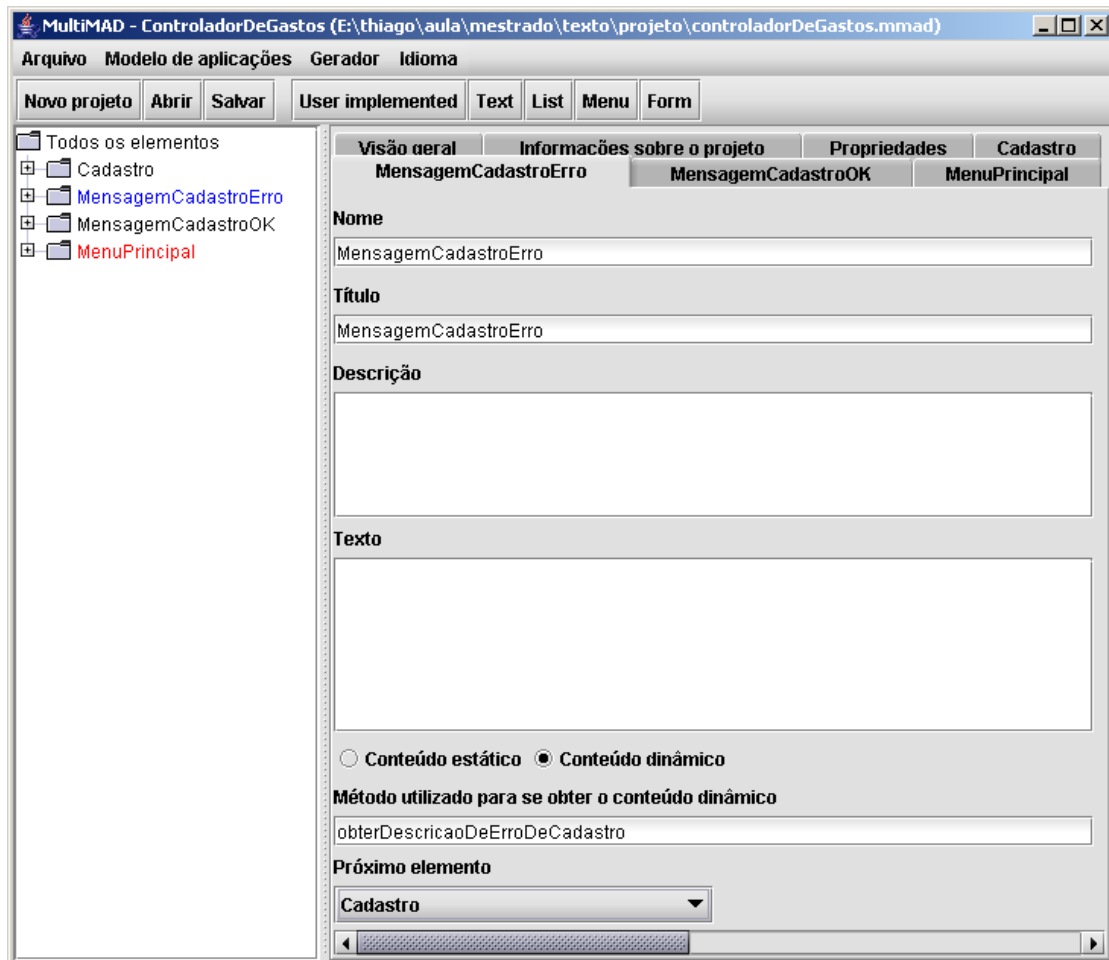 MultiMAD - ControladorDeGastos (E:\thiago\aula\mestrado\texto\projeto\controladorDeGastos.mmad)
Arquivo Modelo de aplicações Gerador Idioma
Novo projeto Abrir Salvar User implemented Text List Menu Form
Todos os elementos
Cadastro
MensagemCadastroErro
MensagemCadastroOK
MenuPrincipal
Visão geral Informações sobre o projeto Propriedades Cadastro
MensagemCadastroErro MensagemCadastroOK MenuPrincipal
Nome
MensagemCadastroErro
Título
MensagemCadastroErro
Descrição
Texto
Conteúdo estático Conteúdo dinâmico
Método utilizado para se obter o conteúdo dinâmico
obterDescricaoDeErroDeCadastro
Próximo elemento
Cadastro